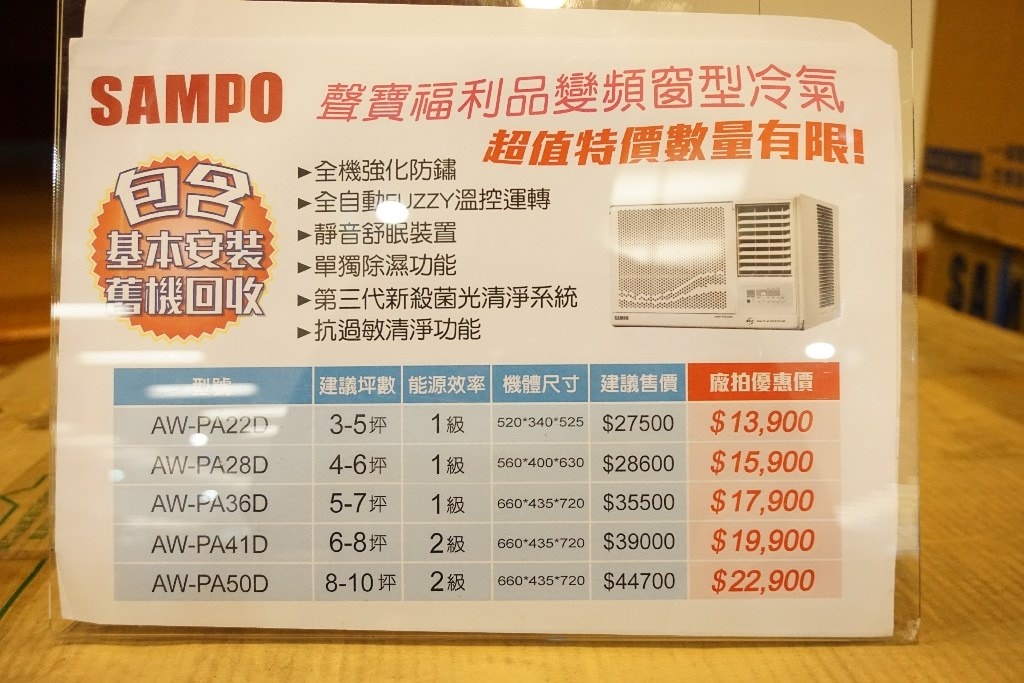 SAMPO
聲寶福利品變頻窗型冷氣
超值特價數量有限!
包含
基本安裝
舊機回收
▸全機強化防鏽
▸全自動FUZZY溫控運轉
▸靜音舒眠裝置
▸單獨除濕功能
▸第三代新殺菌光清淨系統
▸抗過敏清淨功能
SAMPO
型號 建議坪數 能源效率 機體尺寸 建議售價 廠拍優惠價
AW-PA22D 3-5坪 1級 520*340*525 $27500 $13,900
AW-PA28D 4-6坪 1級 560*400*630 $28600 $15,900
AW-PA36D 5-7坪 1級 660*435*720 $35500 $17,900
AW-PA41D 6-8坪 2級 660*435*720 $39000 $19,900
AW-PA50D 8-10坪 2級 660*435*720 $44700 $22,900
SA